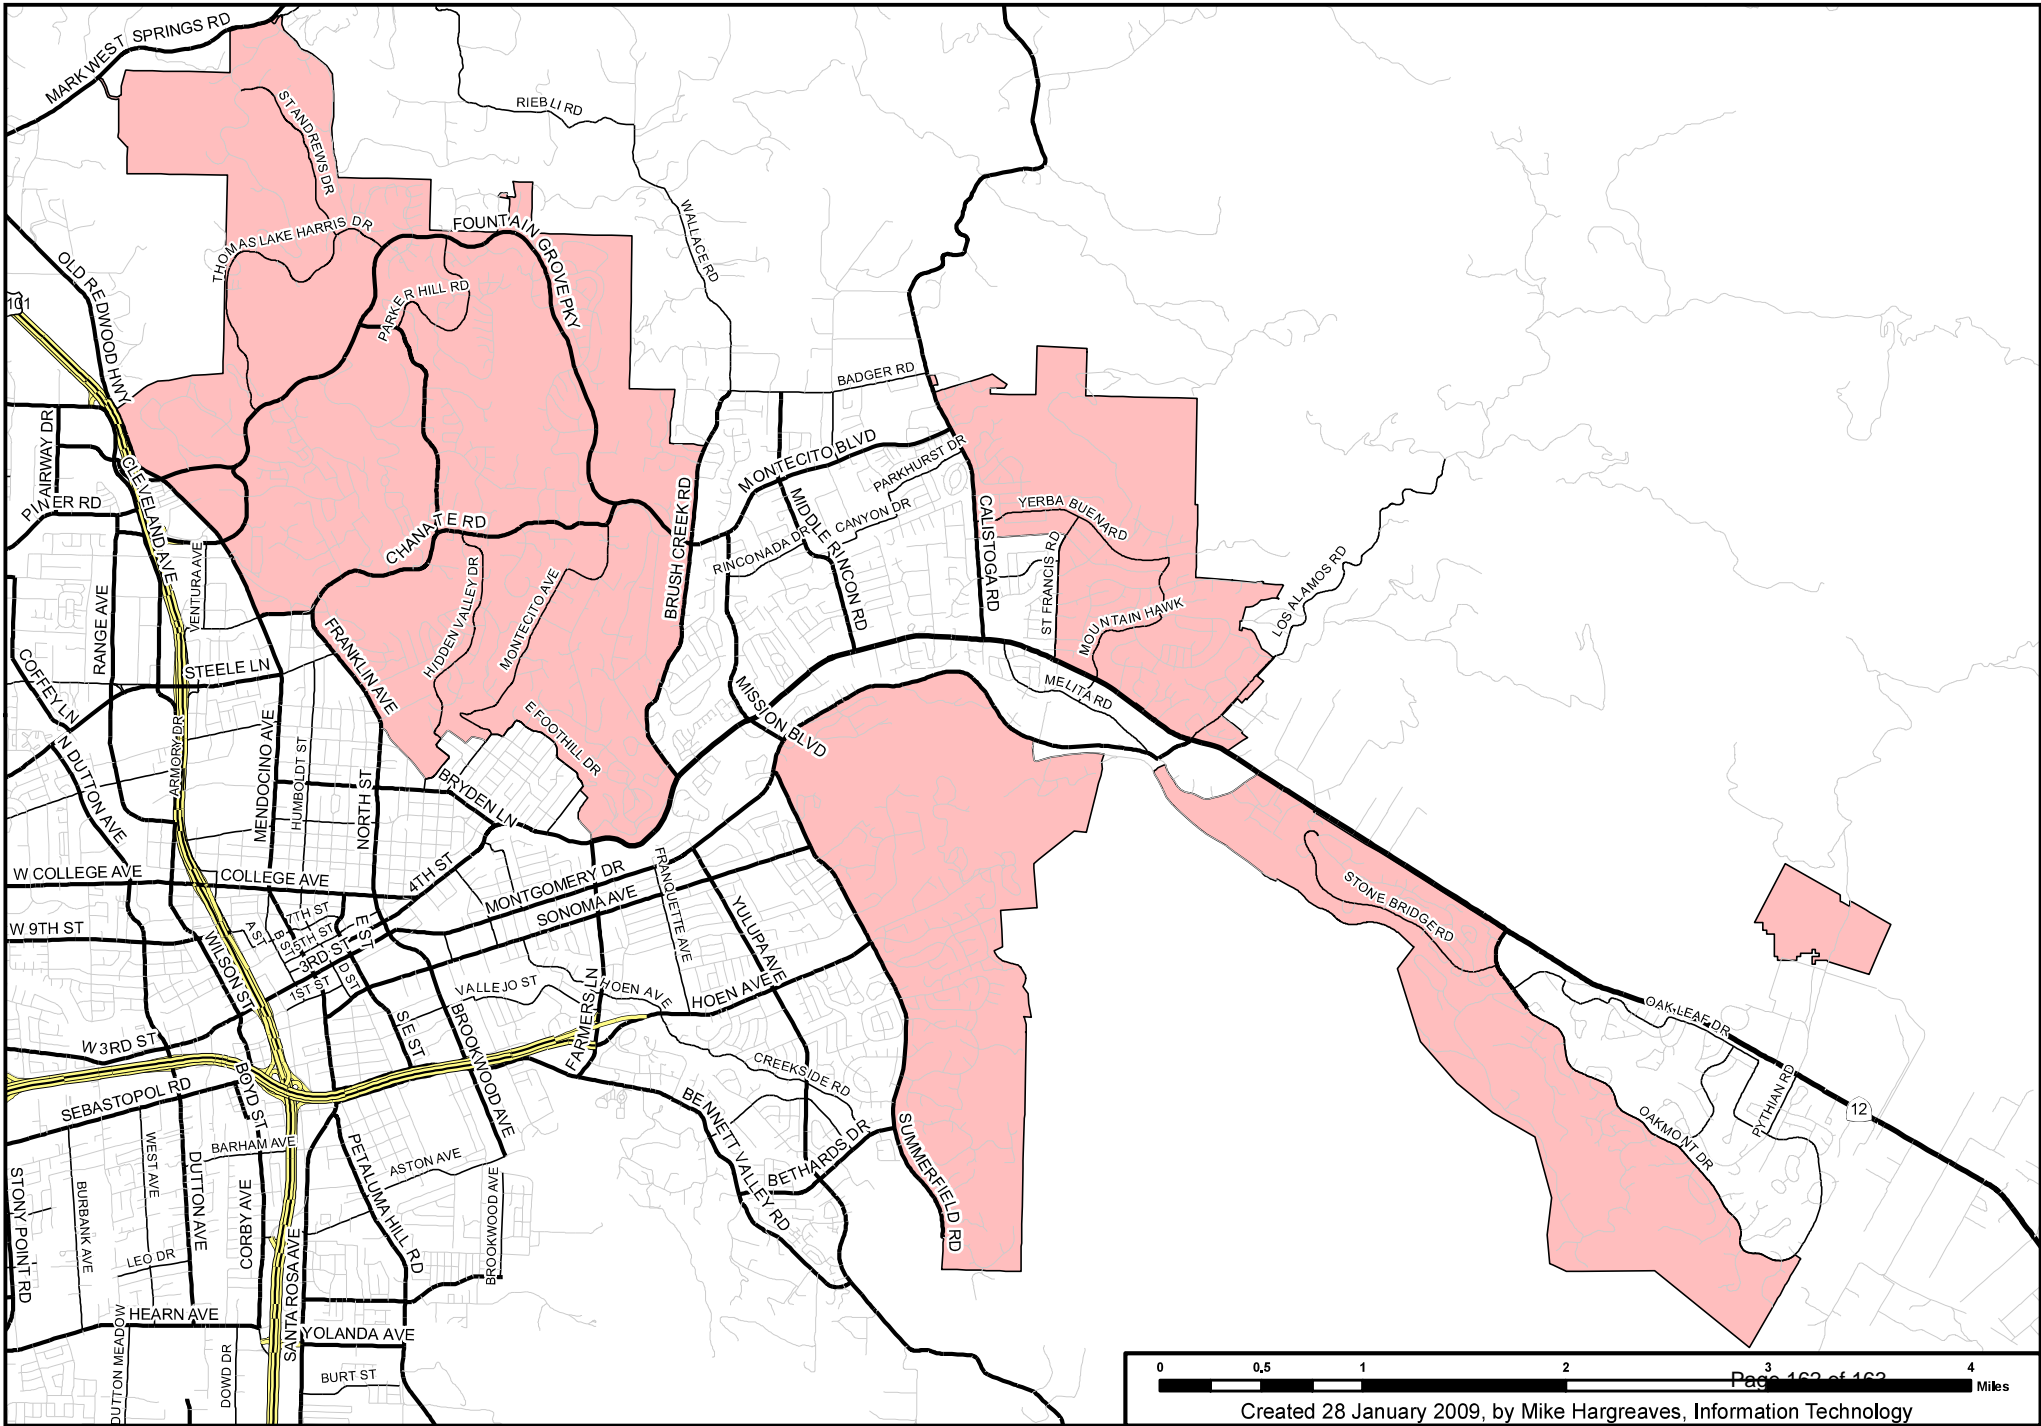 MARK WEST SPRINGS RD
RIEBLI RD
ST ANDREWS DR
WALLACE RD
THOMAS LAKE HARRIS DR
FOUNTAIN GROVE PKY
OLD REDWOOD HWY
101
PARKER HILL RD
BADGER RD
FAIRWAY DR
MONTECITO BLVD
PARKHURST DR
PINER RD
CLEVELAND AVE
CHANATE RD
BRUSH CREEK RD
MIDDLE RINCON RD
CANYON DR
RINCONADA DR
CALISTOGA RD
YERBA BUENA RD
ST FRANCIS RD
MOUNTAIN HAWK
LOS ALAMOS RD
RANGE AVE
VENTURA AVE
HIDDEN VALLEY DR
MONTECITO AVE
FRANKLIN AVE
COFFEY LN
STEELE LN
MELITA RD
MISSION BLVD
E FOOTHILL DR
N DUTTON AVE
ARMORY DR
MENDOCINO AVE
HUMBOLDT ST
NORTH ST
BRYDEN LN
W COLLEGE AVE
COLLEGE AVE
4TH ST
MONTGOMERY DR
FRANQUETTE AVE
SONOMA AVE
YULUPA AVE
STONE BRIDGE RD
W 9TH ST
A ST
B ST
7TH ST
5TH ST
3RD ST
E ST
D ST
1ST ST
WILSON ST
VALLEJO ST
HOEN AVE
HOEN AVE
FARMERS LN
OAK LEAF DR
W 3RD ST
S E ST
BROOKWOOD AVE
CREEKSIDE RD
SEBASTOPOL RD
BOYD ST
BENNETT VALLEY RD
SUMMERFIELD RD
BETHARDS DR
OAKMONT DR
PYTHIAN RD
12
BARHAM AVE
WEST AVE
DUTTON AVE
PETALUMA HILL RD
ASTON AVE
BROOKWOOD AVE
STONY POINT RD
BURBANK AVE
CORBY AVE
LEO DR
SANTA ROSA AVE
HEARN AVE
DUTTON MEADOW
YOLANDA AVE
DOWD DR
BURT ST
0 0.5 1 2 3 4
Miles
Page 162 of 163
Created 28 January 2009, by Mike Hargreaves, Information Technology